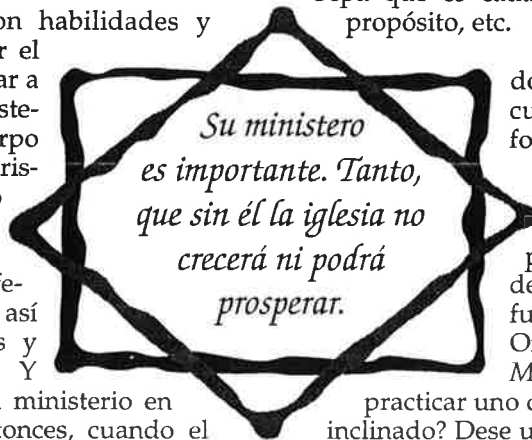 on habilidades y
r el
ar a
ste-
rpo
ris-
fe-
así
s y
Y
ministerio en
tonces, cuando el
Su ministero
es importante. Tanto,
que sin él la iglesia no
crecerá ni podrá
prosperar.
propósito, etc.
do
cu
fo
p
de
fu
M
practicar uno
inclinado? Dese u